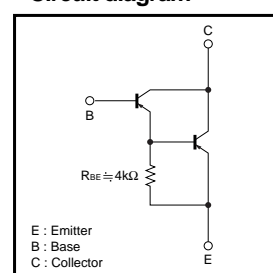 Circuit diagram
C
B
RBE≒4kΩ
E : Emitter
B : Base
C : Collector
E